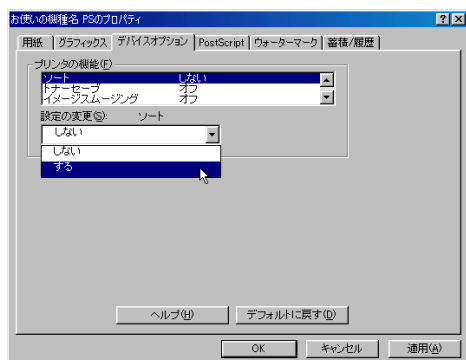 お使いの機種名 PSのプロパティ
用紙 グラフィックス デバイスオプション PostScript ウォーターマーク 蓄積/履歴
プリンタの機能(F)
ソート しない
トナーセーブ オフ
イメージスムージング オフ
設定の変更(S): ソート
しない
しない
する
ヘルプ(H) デフォルトに戻す(D)
OK キャンセル 適用(A)